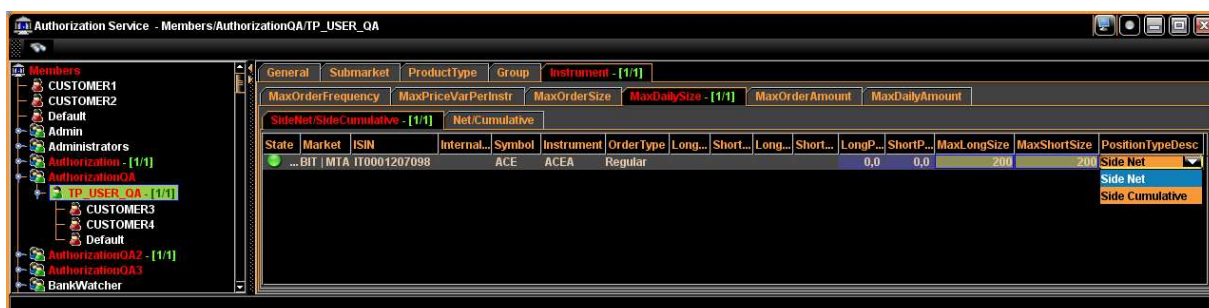 Authorization Service - Members/AuthorizationQA/TP_USER_QA
Members
CUSTOMER1
CUSTOMER2
Default
Admin
Administrators
Authorization - [1/1]
AuthorizationQA
TP_USER_QA - [1/1]
CUSTOMER3
CUSTOMER4
Default
AuthorizationQA2 - [1/1]
AuthorizationQA3
BankWatcher
General Submarket ProductType Group Instrument - [1/1]
MaxOrderFrequency MaxPriceVarPerInstr MaxOrderSize MaxDailySize - [1/1] MaxOrderAmount MaxDailyAmount
SideNet/SideCumulative - [1/1] Net/Cumulative
State Market ISIN Internal... Symbol Instrument OrderType Long... Short... Long... Short... LongP... ShortP... MaxLongSize MaxShortSize PositionTypeDesc
... BIT | MTA IT0001207098 ACE ACEA Regular 0,0 0,0 200 200 Side Net
Side Net
Side Cumulative